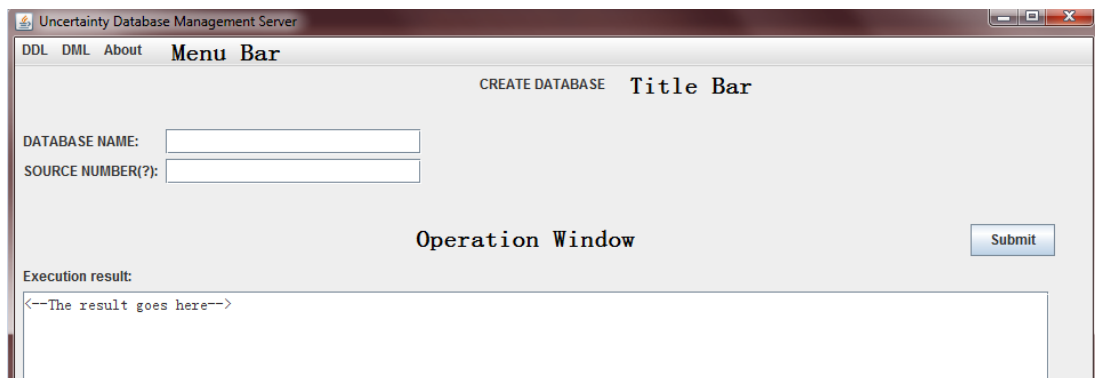 Uncertainty Database Management Server
DDL DML About Menu Bar
CREATE DATABASE Title Bar
DATABASE NAME:
SOURCE NUMBER(?):
Operation Window
Submit
Execution result:
<--The result goes here-->